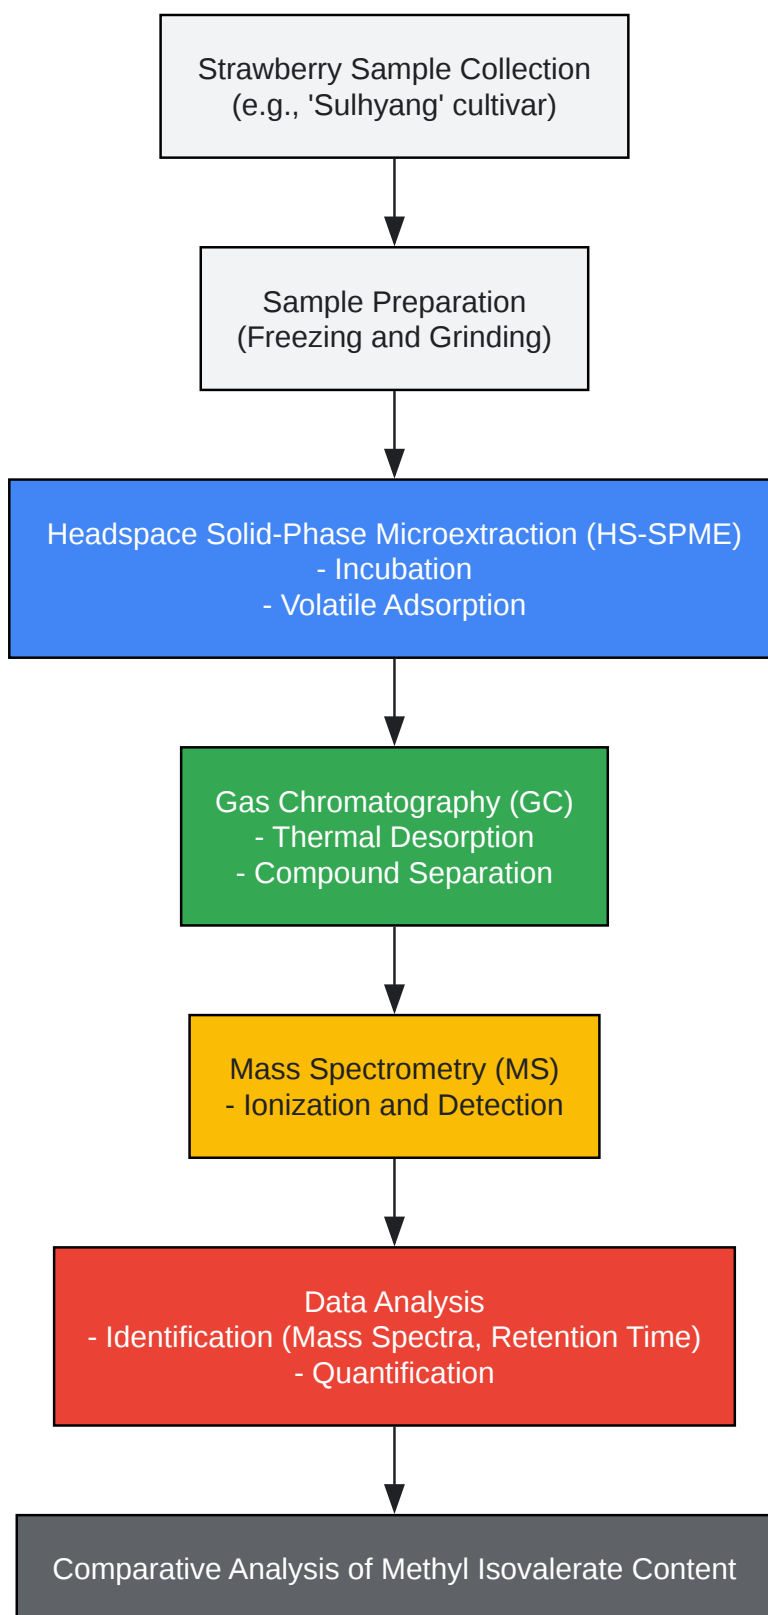 Strawberry Sample Collection
(e.g., 'Sulhyang' cultivar)
Sample Preparation
(Freezing and Grinding)
Headspace Solid-Phase Microextraction (HS-SPME)
- Incubation
- Volatile Adsorption
Gas Chromatography (GC)
- Thermal Desorption
- Compound Separation
Mass Spectrometry (MS)
- Ionization and Detection
Data Analysis
- Identification (Mass Spectra, Retention Time)
- Quantification
Comparative Analysis of Methyl Isovalerate Content